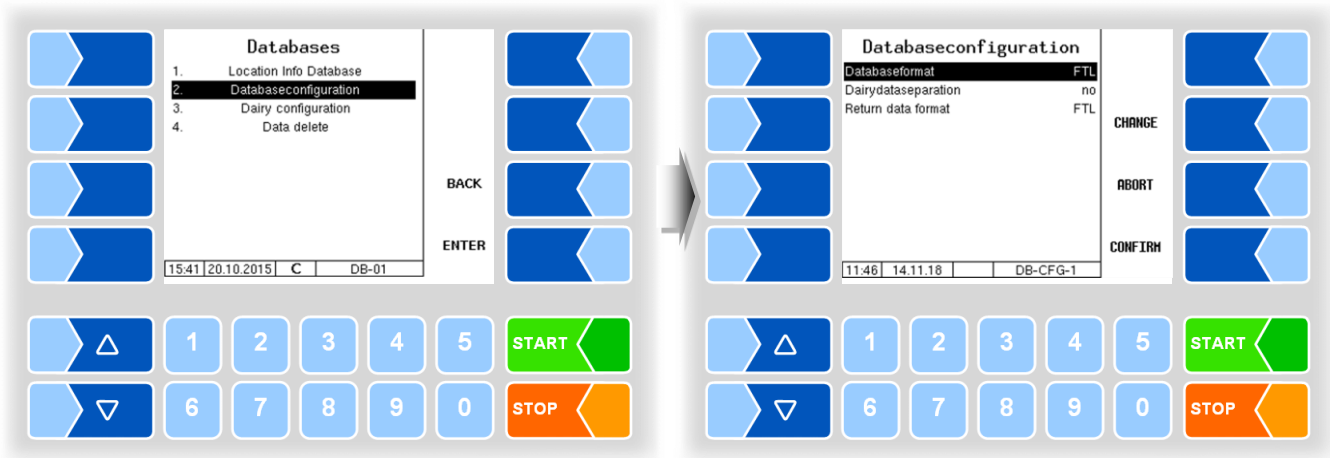 Databases
1. Location Info Database
2. Databaseconfiguration
3. Dairy configuration
4. Data delete
BACK
ENTER
15:41 20.10.2015 C DB-01
1 2 3 4 5 START
6 7 8 9 0 STOP
Databaseconfiguration
Databaseformat FTL
Dairydataseparation no
Return data format FTL
CHANGE
ABORT
CONFIRM
11:46 14.11.18 DB-CFG-1
1 2 3 4 5 START
6 7 8 9 0 STOP